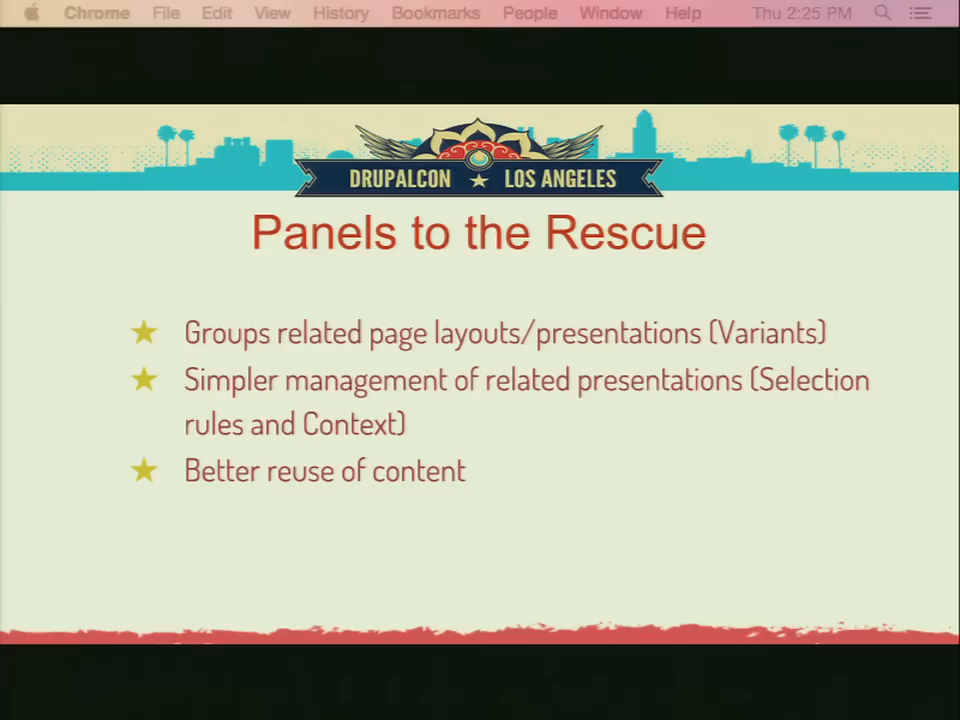 Chrome File Edit View History Bookmarks People Window Help Thu 2:25 PM
DRUPALCON ★ LOS ANGELES
Panels to the Rescue
★ Groups related page layouts/presentations (Variants)
★ Simpler management of related presentations (Selection
rules and Context)
★ Better reuse of content